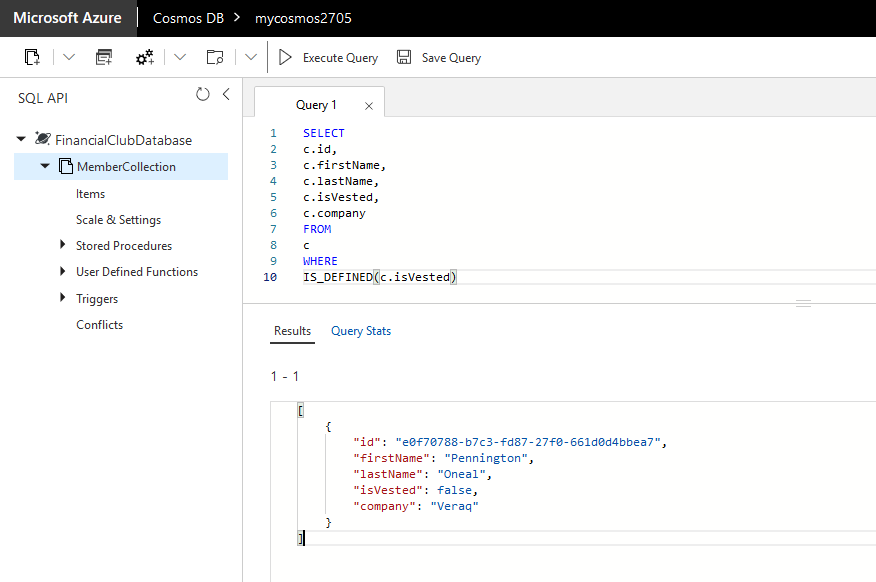 Microsoft Azure Cosmos DB > mycosmos2705
Execute Query Save Query
SQL API
FinancialClubDatabase
MemberCollection
Items
Scale & Settings
Stored Procedures
User Defined Functions
Triggers
Conflicts
Query 1
1 SELECT
2 c.id,
3 c.firstName,
4 c.lastName,
5 c.isVested,
6 c.company
7 FROM
8 c
9 WHERE
10 IS_DEFINED(c.isVested)
Results Query Stats
1 - 1
[
{
"id": "e0f70788-b7c3-fd87-27f0-661d0d4bbea7",
"firstName": "Pennington",
"lastName": "Oneal",
"isVested": false,
"company": "Veraq"
}
]